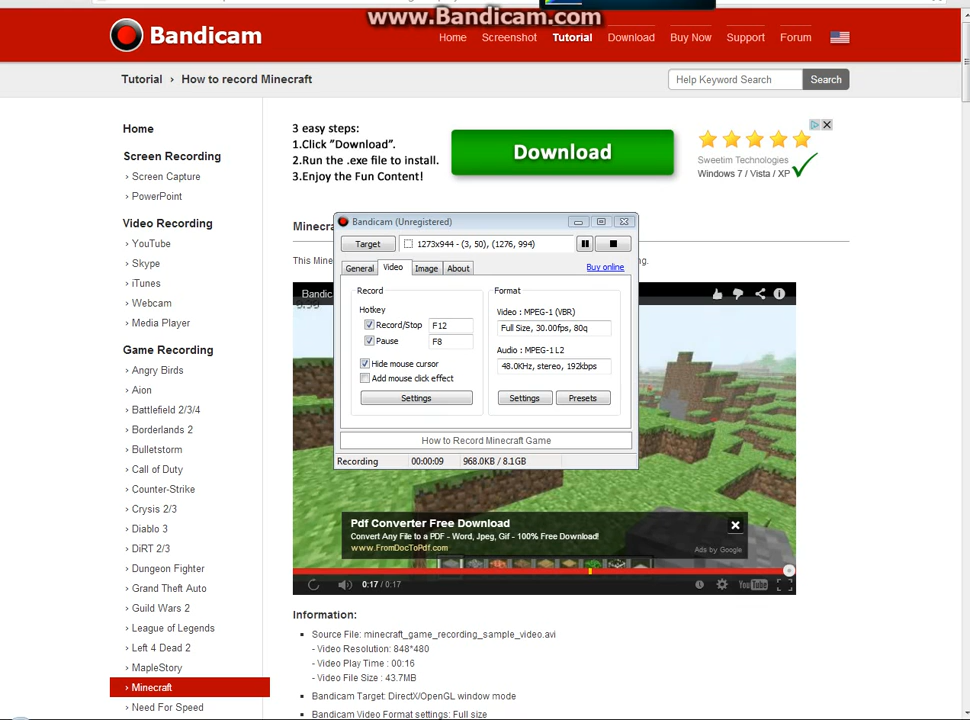 www.Bandicam.com
Bandicam
Home Screenshot Tutorial Download Buy Now Support Forum
Tutorial › How to record Minecraft
Help Keyword Search Search
Home
Screen Recording
› Screen Capture
› PowerPoint
Video Recording
› YouTube
› Skype
› iTunes
› Webcam
› Media Player
Game Recording
› Angry Birds
› Aion
› Battlefield 2/3/4
› Borderlands 2
› Bulletstorm
› Call of Duty
› Counter-Strike
› Crysis 2/3
› Diablo 3
› DiRT 2/3
› Dungeon Fighter
› Grand Theft Auto
› Guild Wars 2
› League of Legends
› Left 4 Dead 2
› MapleStory
› Minecraft
› Need For Speed
3 easy steps:
1.Click "Download".
2.Run the .exe file to install.
3.Enjoy the Fun Content!
Download
Sweetim Technologies
Windows 7 / Vista / XP
This
Bandicam (Unregistered)
Target 1273x944 - (3, 50), (1276, 994)
General Video Image About Buy online
Record
Hotkey
Record/Stop F12
Pause F8
Hide mouse cursor
Add mouse click effect
Settings
Format
Video : MPEG-1 (VBR)
Full Size, 30.00fps, 80q
Audio : MPEG-1 L2
48.0KHz, stereo, 192kbps
Settings Presets
How to Record Minecraft Game
Recording 00:00:09 968.0KB / 8.1GB
Pdf Converter Free Download
Convert Any File to a PDF - Word, Jpeg, Gif - 100% Free Download!
www.FromDocToPdf.com
Ads by Google
0:17 / 0:17
YouTube
Information:
Source File: minecraft_game_recording_sample_video.avi
- Video Resolution: 848*480
- Video Play Time : 00:16
- Video File Size : 43.7MB
Bandicam Target: DirectX/OpenGL window mode
Bandicam Video Format settings: Full size